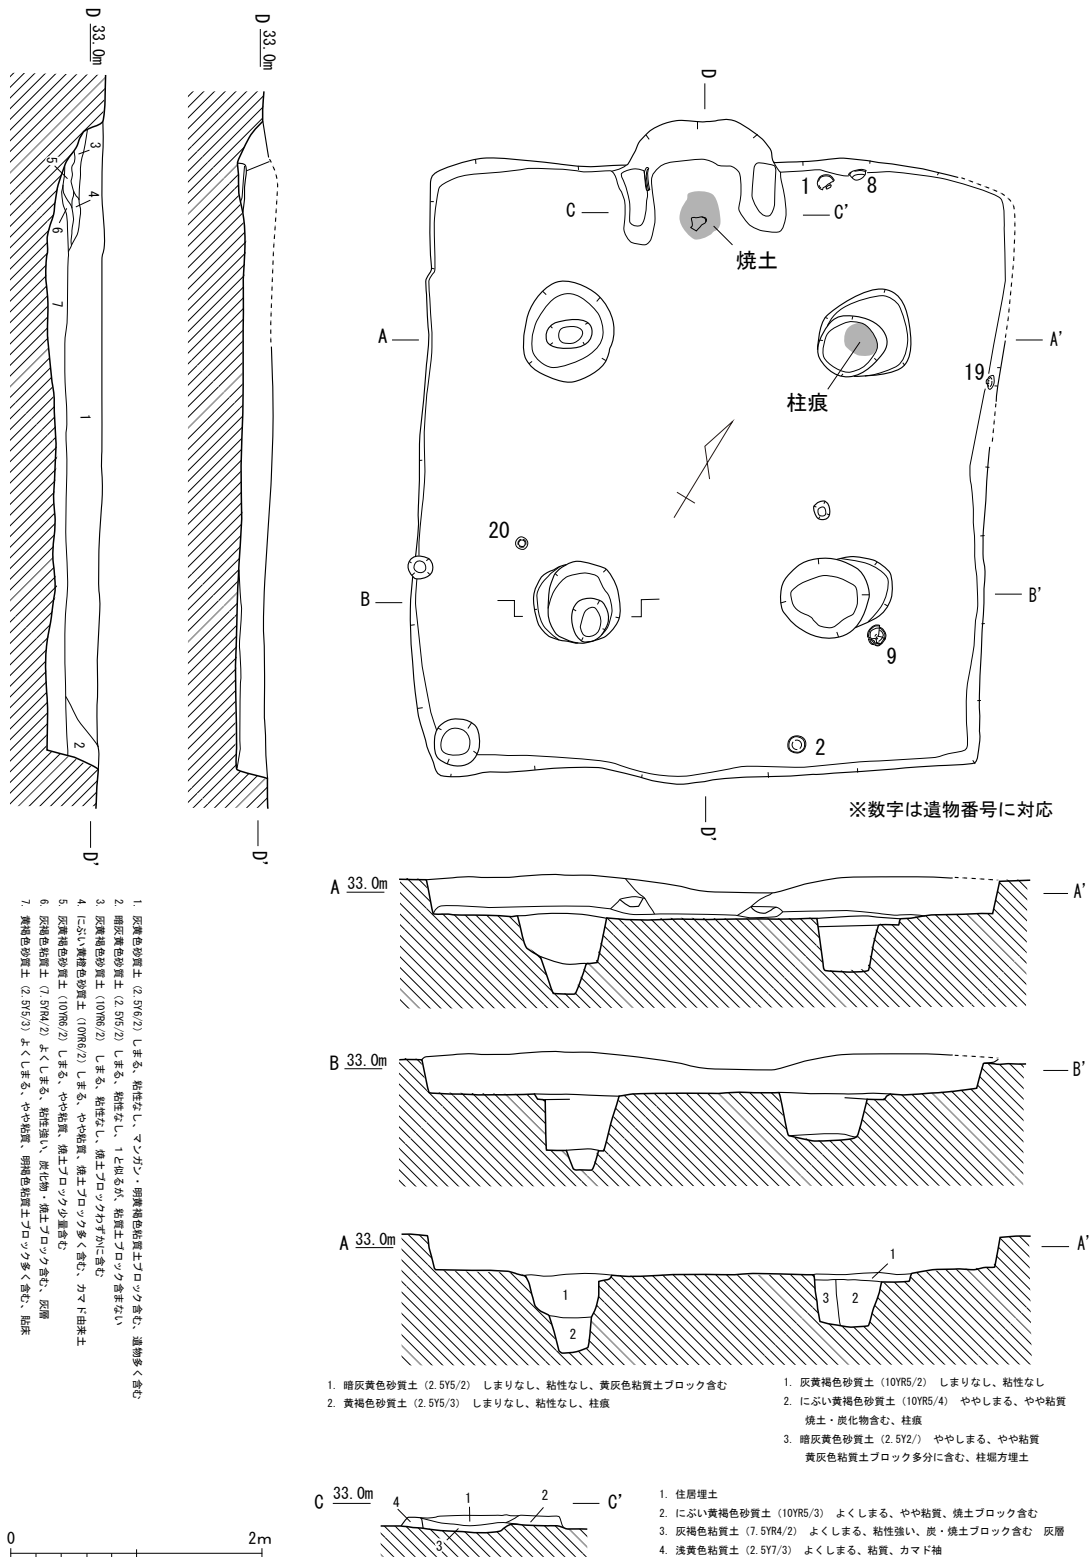 D 33.0m
D 33.0m
3
5
4
6
7
1
2
D'
D'
D
1
8
C
C'
焼土
A
A'
19
柱痕
20
B
B'
9
2
D'
※数字は遺物番号に対応
1. 灰黄色砂質土 (2.5Y6/2) しまる、粘性なし、マンガン・明黄褐色粘質土ブロック含む、遺物多く含む
2. 暗灰黄色砂質土 (2.5Y5/2) しまる、粘性なし、1と似るが、粘質土ブロック含まない
3. 灰黄褐色砂質土 (10YR6/2) しまる、粘性なし、焼土ブロックわずかに含む
4. にぶい黄橙色砂質土 (10YR6/2) しまる、やや粘質、焼土ブロック多く含む、カマド由来土
5. 灰黄褐色砂質土 (10YR6/2) しまる、やや粘質、焼土ブロック少量含む
6. 灰褐色粘質土 (7.5YR4/2) よくしまる、粘性強い、炭化物・焼土ブロック含む、灰層
7. 黄褐色砂質土 (2.5Y5/3) よくしまる、やや粘質、明褐色粘質土ブロック多く含む、貼床
A 33.0m
A'
B 33.0m
B'
A 33.0m
A'
1
1
3
2
2
1. 暗灰黄色砂質土 (2.5Y5/2) しまりなし、粘性なし、黄灰色粘質土ブロック含む
2. 黄褐色砂質土 (2.5Y5/3) しまりなし、粘性なし、柱痕
1. 灰黄褐色砂質土 (10YR5/2) しまりなし、粘性なし
2. にぶい黄褐色砂質土 (10YR5/4) ややしまる、やや粘質
焼土・炭化物含む、柱痕
3. 暗灰黄色砂質土 (2.5Y2/) ややしまる、やや粘質
黄灰色粘質土ブロック多分に含む、柱堀方埋土
C 33.0m
C'
4
1
2
3
1. 住居埋土
2. にぶい黄褐色砂質土 (10YR5/3) よくしまる、やや粘質、焼土ブロック含む
3. 灰褐色粘質土 (7.5YR4/2) よくしまる、粘性強い、炭・焼土ブロック含む 灰層
4. 浅黄色粘質土 (2.5Y7/3) よくしまる、粘質、カマド袖
0
2m